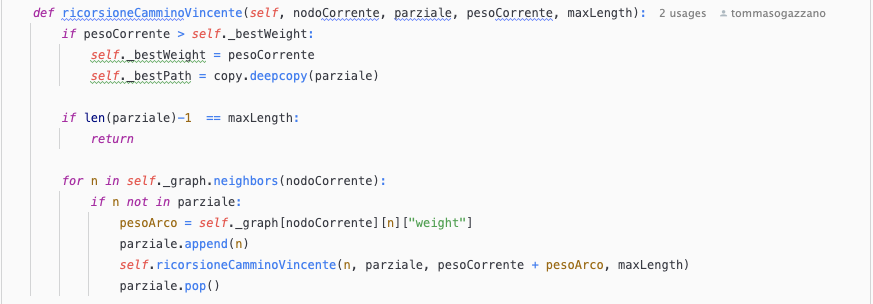 def ricorsioneCamminoVincente(self, nodoCorrente, parziale, pesoCorrente, maxLength): 2 usages tommasogazzano
    if pesoCorrente > self._bestWeight:
        self._bestWeight = pesoCorrente
        self._bestPath = copy.deepcopy(parziale)

    if len(parziale)-1  == maxLength:
        return

    for n in self._graph.neighbors(nodoCorrente):
        if n not in parziale:
            pesoArco = self._graph[nodoCorrente][n]["weight"]
            parziale.append(n)
            self.ricorsioneCamminoVincente(n, parziale, pesoCorrente + pesoArco, maxLength)
            parziale.pop()